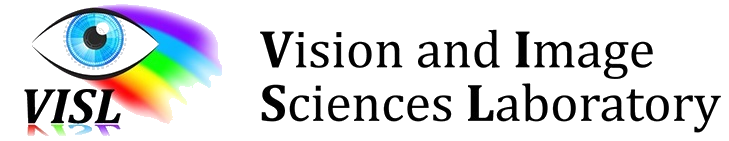 VISL
Vision and Image
Sciences Laboratory